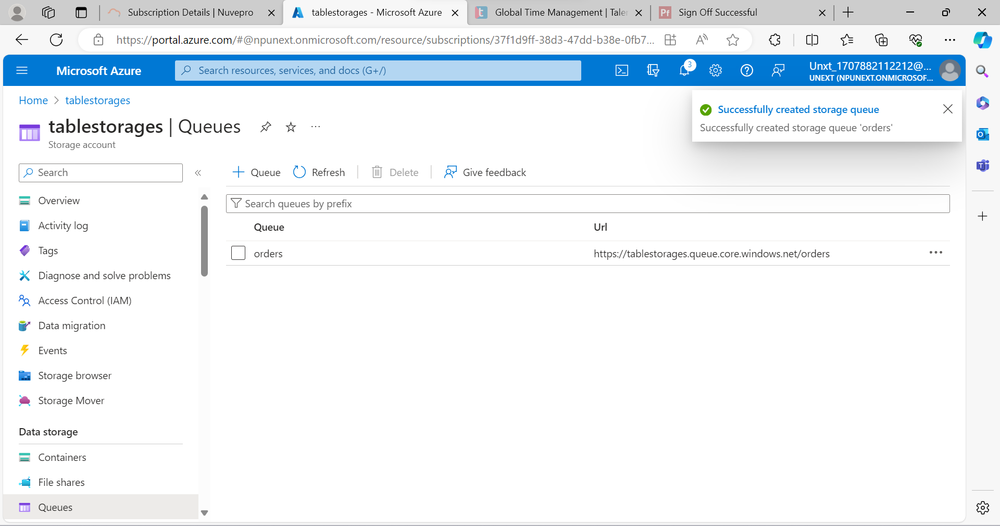 Subscription Details | Nuvepro
tablestorages - Microsoft Azure
Global Time Management | Taler
Sign Off Successful
https://portal.azure.com/#@npunext.onmicrosoft.com/resource/subscriptions/37f1d9ff-38d3-47dd-b38e-0fb7...
Microsoft Azure
Search resources, services, and docs (G+/)
3
Unxt_1707882112212@...
UNEXT (NPUNEXT.ONMICROSOF...
Home > tablestorages
Successfully created storage queue
Successfully created storage queue 'orders'
tablestorages | Queues
Storage account
Search
Queue
Refresh
Delete
Give feedback
Overview
Activity log
Tags
Diagnose and solve problems
Access Control (IAM)
Data migration
Events
Storage browser
Storage Mover
Data storage
Containers
File shares
Queues
Search queues by prefix
Queue Url
orders https://tablestorages.queue.core.windows.net/orders